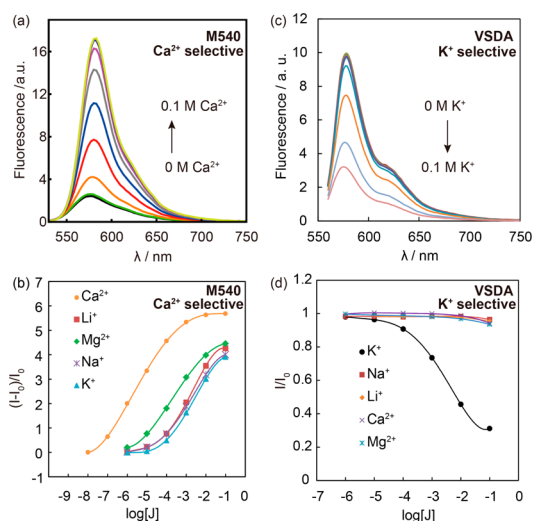 (a)
M540
Ca²⁺ selective
Fluorescence / a.u.
16
12
8
4
0
0.1 M Ca²⁺
0 M Ca²⁺
550 600 650 700 750
λ / nm
(c)
VSDA
K⁺ selective
Fluorescence / a. u.
12
10
8
6
4
2
0
0 M K⁺
0.1 M K⁺
550 600 650 700 750
λ / nm
(b)
M540
Ca²⁺ selective
(I-I₀)/I₀
7
6
5
4
3
2
1
0
-1
Ca²⁺
Li⁺
Mg²⁺
Na⁺
K⁺
-9 -8 -7 -6 -5 -4 -3 -2 -1 0
log[J]
(d)
VSDA
K⁺ selective
I/I₀
1.2
1
0.8
0.6
0.4
0.2
0
K⁺
Na⁺
Li⁺
Ca²⁺
Mg²⁺
-7 -6 -5 -4 -3 -2 -1 0
log[J]